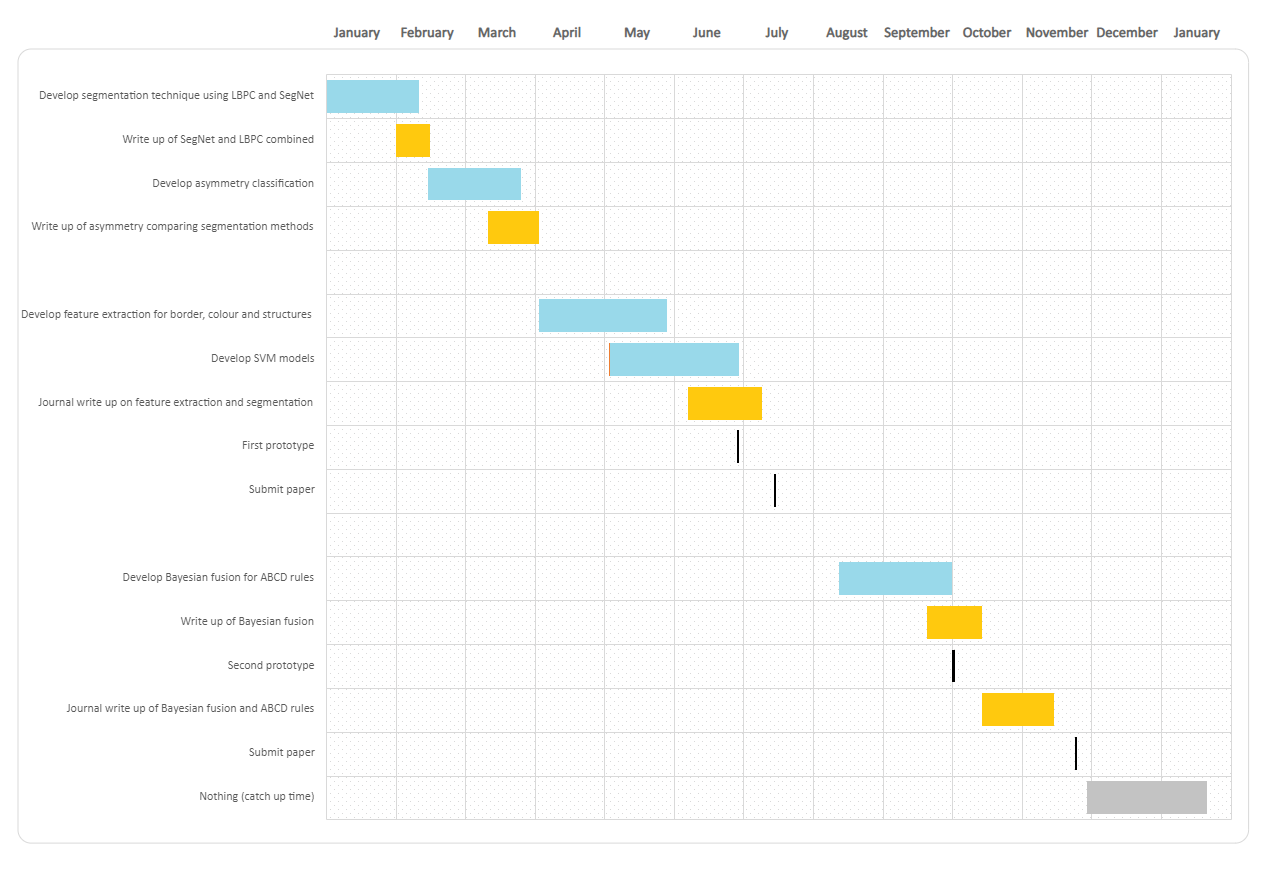 January February March April May June July August September October November December January
Develop segmentation technique using LBPC and SegNet
Write up of SegNet and LBPC combined
Develop asymmetry classification
Write up of asymmetry comparing segmentation methods
Develop feature extraction for border, colour and structures
Develop SVM models
Journal write up on feature extraction and segmentation
First prototype
Submit paper
Develop Bayesian fusion for ABCD rules
Write up of Bayesian fusion
Second prototype
Journal write up of Bayesian fusion and ABCD rules
Submit paper
Nothing (catch up time)